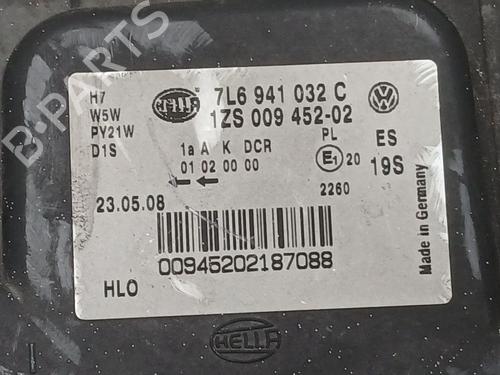 B-PARTS
H7
W5W
PY21W
D1S
HELLA
7L6 941 032 C
1ZS 009 452-02
1a A K DCR
01 02 00 00
PL
E1 20
2260
ES
19S
Made in Germany
23.05.08
00945202187088
HLO
HELLA